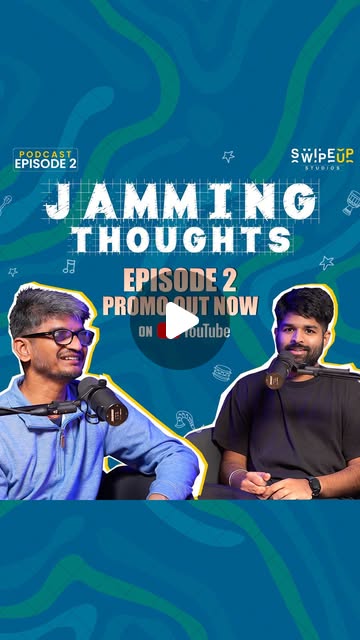 PODCAST
EPISODE 2
SWIPEUP
STUDIOS
JAMMING
THOUGHTS
EPISODE 2
PROMO OUT NOW
ON YouTube